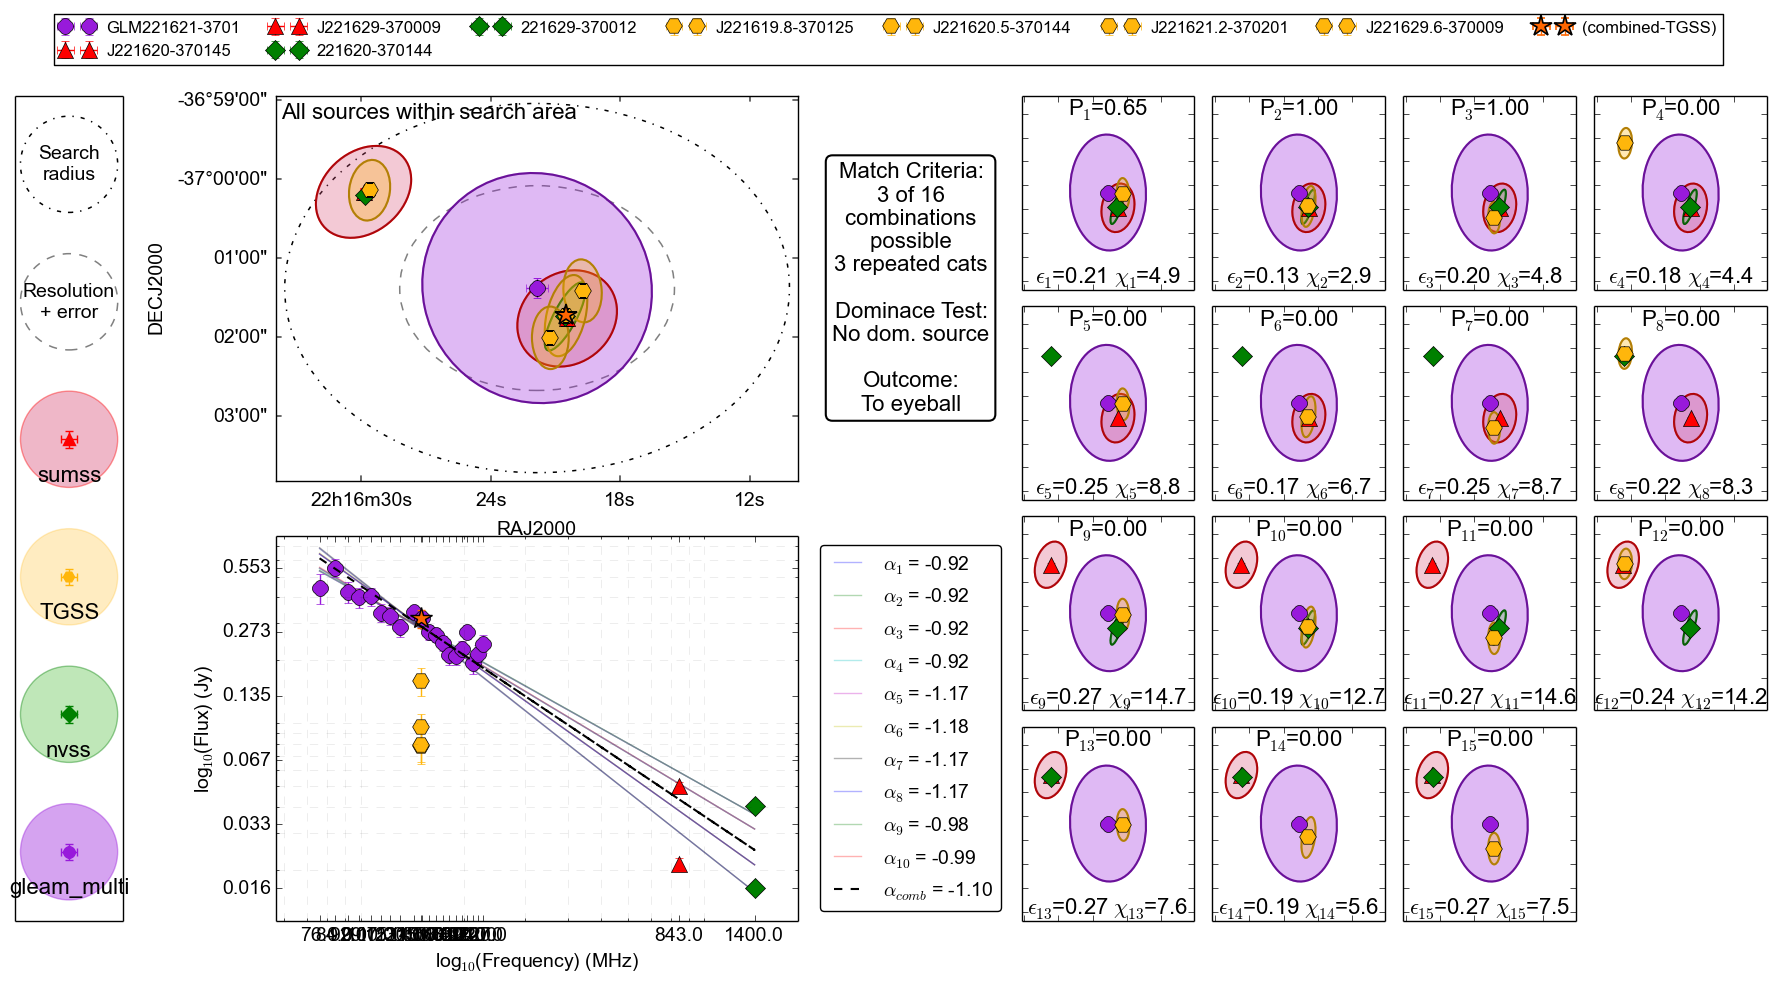 GLM221621-3701 J221629-370009 221629-370012 J221619.8-370125 J221620.5-370144 J221621.2-370201 J221629.6-370009 (combined-TGSS)
J221620-370145 221620-370144
Search
radius
Resolution
+ error
sumss
TGSS
nvss
gleam_multi
All sources within search area
DECJ2000
-36°59'00"
-37°00'00"
01'00"
02'00"
03'00"
22h16m30s 24s 18s 12s
RAJ2000
Match Criteria:
3 of 16
combinations
possible
3 repeated cats
Dominace Test:
No dom. source
Outcome:
To eyeball
log₁₀(Flux) (Jy)
0.553
0.273
0.135
0.067
0.033
0.016
843.0 1400.0
log₁₀(Frequency) (MHz)
α₁ = -0.92
α₂ = -0.92
α₃ = -0.92
α₄ = -0.92
α₅ = -1.17
α₆ = -1.18
α₇ = -1.17
α₈ = -1.17
α₉ = -0.98
α₁₀ = -0.99
α_comb = -1.10
P₁=0.65
ϵ₁=0.21 χ₁=4.9
P₂=1.00
ϵ₂=0.13 χ₂=2.9
P₃=1.00
ϵ₃=0.20 χ₃=4.8
P₄=0.00
ϵ₄=0.18 χ₄=4.4
P₅=0.00
ϵ₅=0.25 χ₅=8.8
P₆=0.00
ϵ₆=0.17 χ₆=6.7
P₇=0.00
ϵ₇=0.25 χ₇=8.7
P₈=0.00
ϵ₈=0.22 χ₈=8.3
P₉=0.00
ϵ₉=0.27 χ₉=14.7
P₁₀=0.00
ϵ₁₀=0.19 χ₁₀=12.7
P₁₁=0.00
ϵ₁₁=0.27 χ₁₁=14.6
P₁₂=0.00
ϵ₁₂=0.24 χ₁₂=14.2
P₁₃=0.00
ϵ₁₃=0.27 χ₁₃=7.6
P₁₄=0.00
ϵ₁₄=0.19 χ₁₄=5.6
P₁₅=0.00
ϵ₁₅=0.27 χ₁₅=7.5